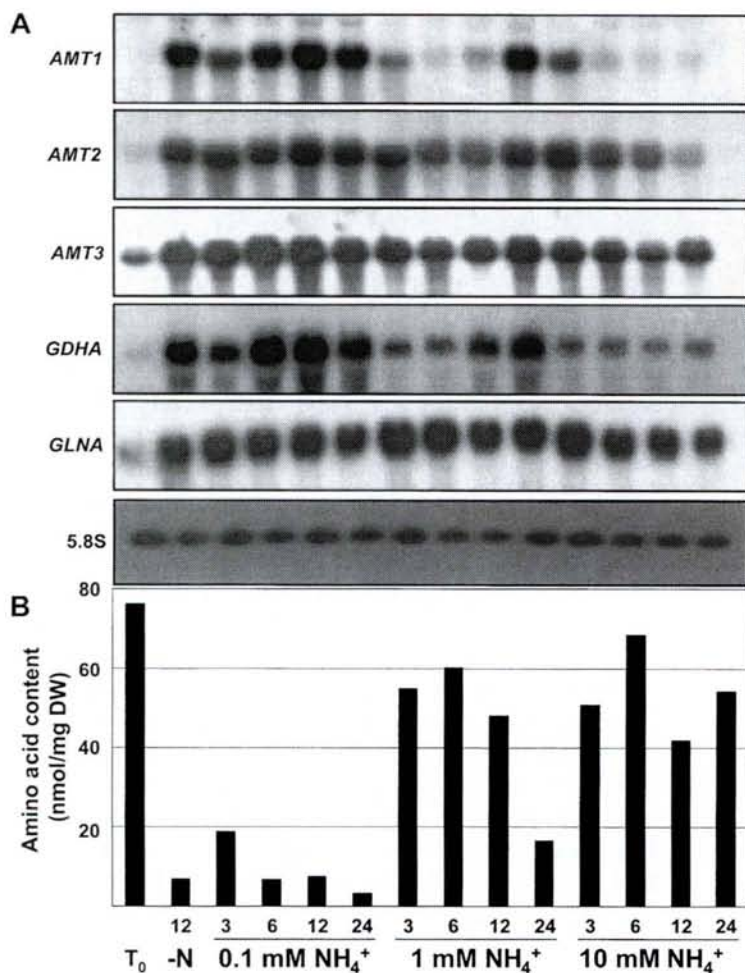 A
AMT1
AMT2
AMT3
GDHA
GLNA
5.8S
B
Amino acid content
(nmol/mg DW)
80
60
40
20
12 3 6 12 24 3 6 12 24 3 6 12 24
T₀ -N 0.1 mM NH₄⁺ 1 mM NH₄⁺ 10 mM NH₄⁺